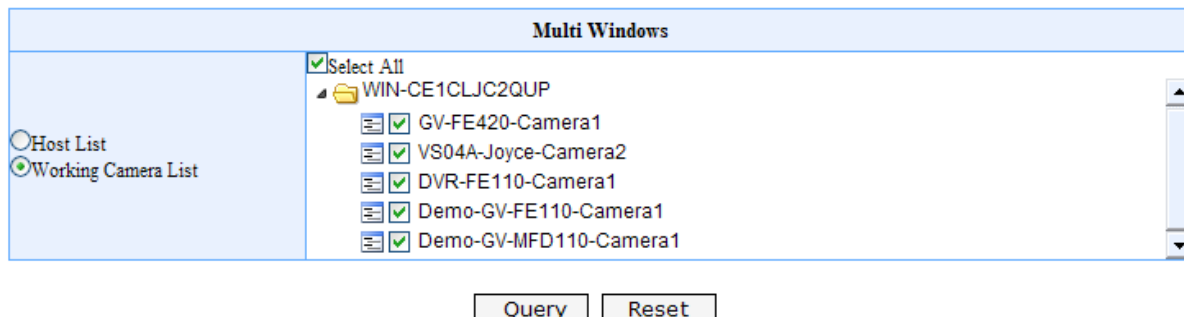 Multi Windows
Host List
Working Camera List
Select All
WIN-CE1CLJC2QUP
GV-FE420-Camera1
VS04A-Joyce-Camera2
DVR-FE110-Camera1
Demo-GV-FE110-Camera1
Demo-GV-MFD110-Camera1
Query Reset